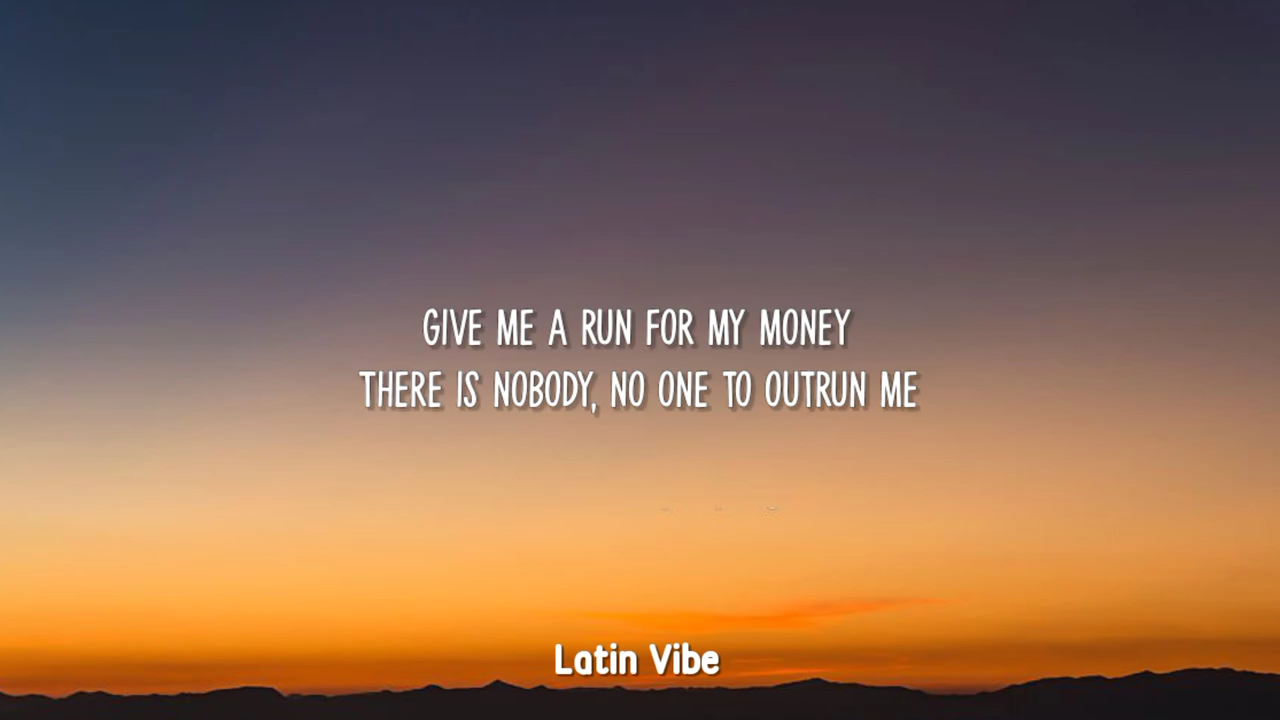 GIVE ME A RUN FOR MY MONEY
THERE IS NOBODY, NO ONE TO OUTRUN ME
Latin Vibe